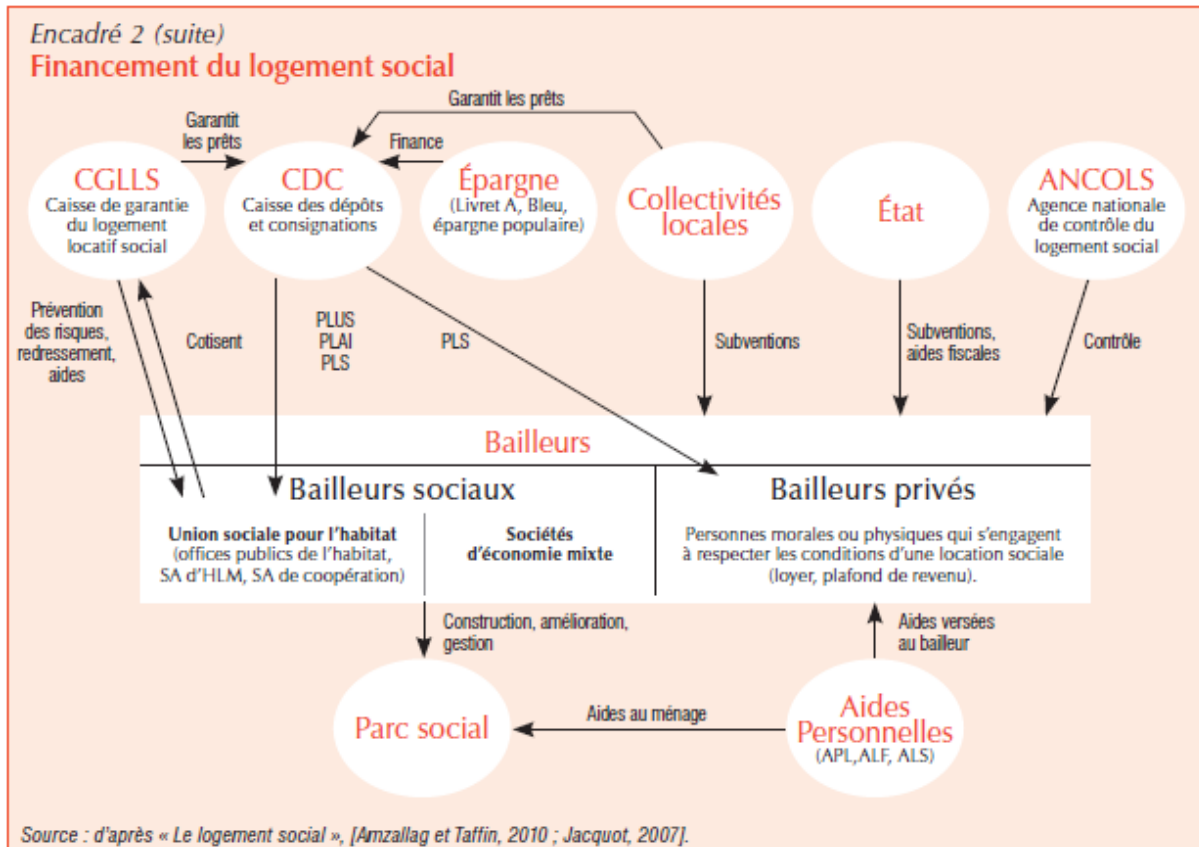 Encadré 2 (suite)
Financement du logement social
Garantit les prêts
Garantit
les prêts
Finance
CGLLS
Caisse de garantie
du logement
locatif social
CDC
Caisse des dépôts
et consignations
Épargne
(Livret A, Bleu,
épargne populaire)
Collectivités
locales
État
ANCOLS
Agence nationale
de contrôle du
logement social
Prévention
des risques,
redressement,
aides
Cotisent
PLUS
PLAI
PLS
PLS
Subventions
Subventions,
aides fiscales
Contrôle
Bailleurs
Bailleurs sociaux
Bailleurs privés
Union sociale pour l'habitat
(offices publics de l'habitat,
SA d'HLM, SA de coopération)
Sociétés
d'économie mixte
Personnes morales ou physiques qui s'engagent
à respecter les conditions d'une location sociale
(loyer, plafond de revenu).
Construction, amélioration,
gestion
Aides versées
au bailleur
Parc social
Aides au ménage
Aides
Personnelles
(APL,ALF, ALS)
Source : d'après « Le logement social », [Amzallag et Taffin, 2010 ; Jacquot, 2007].